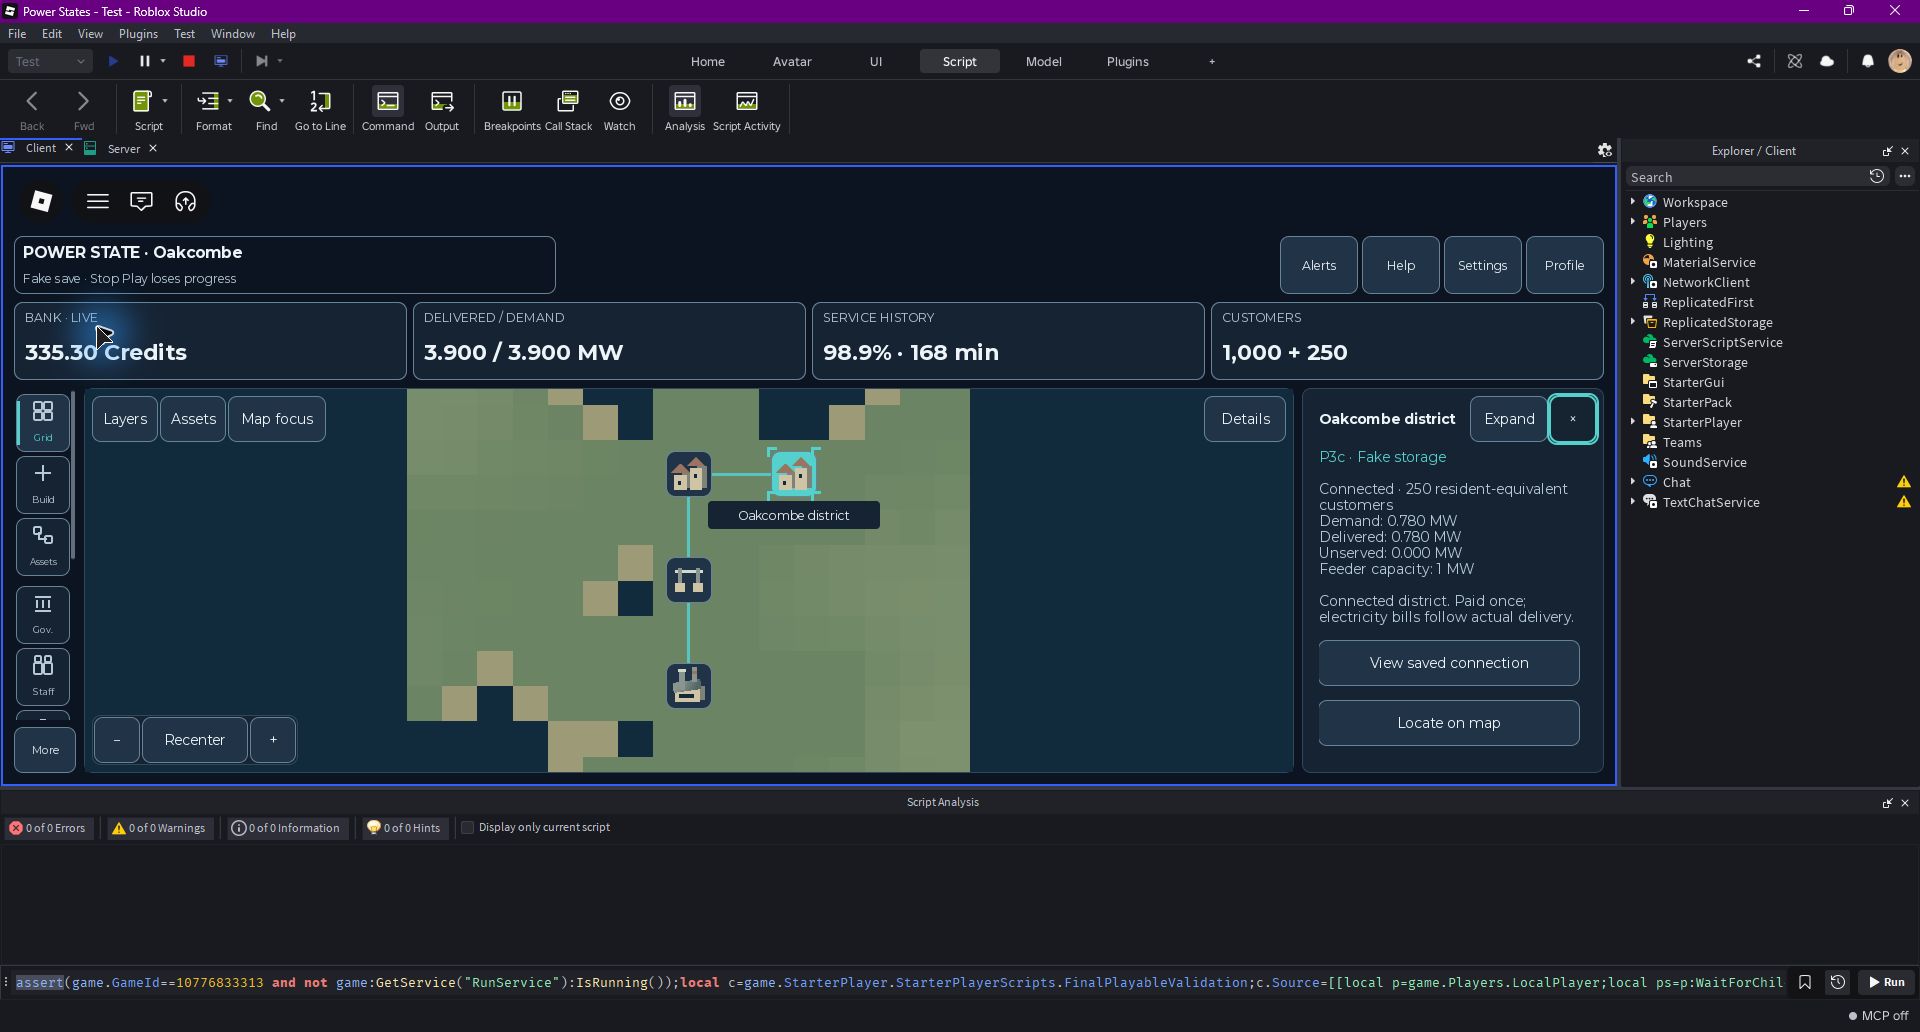 Power States - Test - Roblox Studio
File Edit View Plugins Test Window Help
Test
Home Avatar UI Script Model Plugins +
Back Fwd Script Format Find Go to Line Command Output Breakpoints Call Stack Watch Analysis Script Activity
Client Server
Explorer / Client
Search
Workspace
Players
Lighting
MaterialService
NetworkClient
ReplicatedFirst
ReplicatedStorage
ServerScriptService
ServerStorage
StarterGui
StarterPack
StarterPlayer
Teams
SoundService
Chat
TextChatService
POWER STATE · Oakcombe
Fake save · Stop Play loses progress
Alerts Help Settings Profile
BANK · LIVE
335.30 Credits
DELIVERED / DEMAND
3.900 / 3.900 MW
SERVICE HISTORY
98.9% · 168 min
CUSTOMERS
1,000 + 250
Grid
Build
Assets
Gov.
Staff
More
Layers Assets Map focus
Details
Oakcombe district
− Recenter +
Oakcombe district Expand ×
P3c · Fake storage
Connected · 250 resident-equivalent
customers
Demand: 0.780 MW
Delivered: 0.780 MW
Unserved: 0.000 MW
Feeder capacity: 1 MW
Connected district. Paid once;
electricity bills follow actual delivery.
View saved connection
Locate on map
Script Analysis
0 of 0 Errors 0 of 0 Warnings 0 of 0 Information 0 of 0 Hints Display only current script
assert(game.GameId==10776833313 and not game:GetService("RunService"):IsRunning());local c=game.StarterPlayer.StarterPlayerScripts.FinalPlayableValidation;c.Source=[[local p=game.Players.LocalPlayer;local ps=p:WaitForChil
Run
MCP off